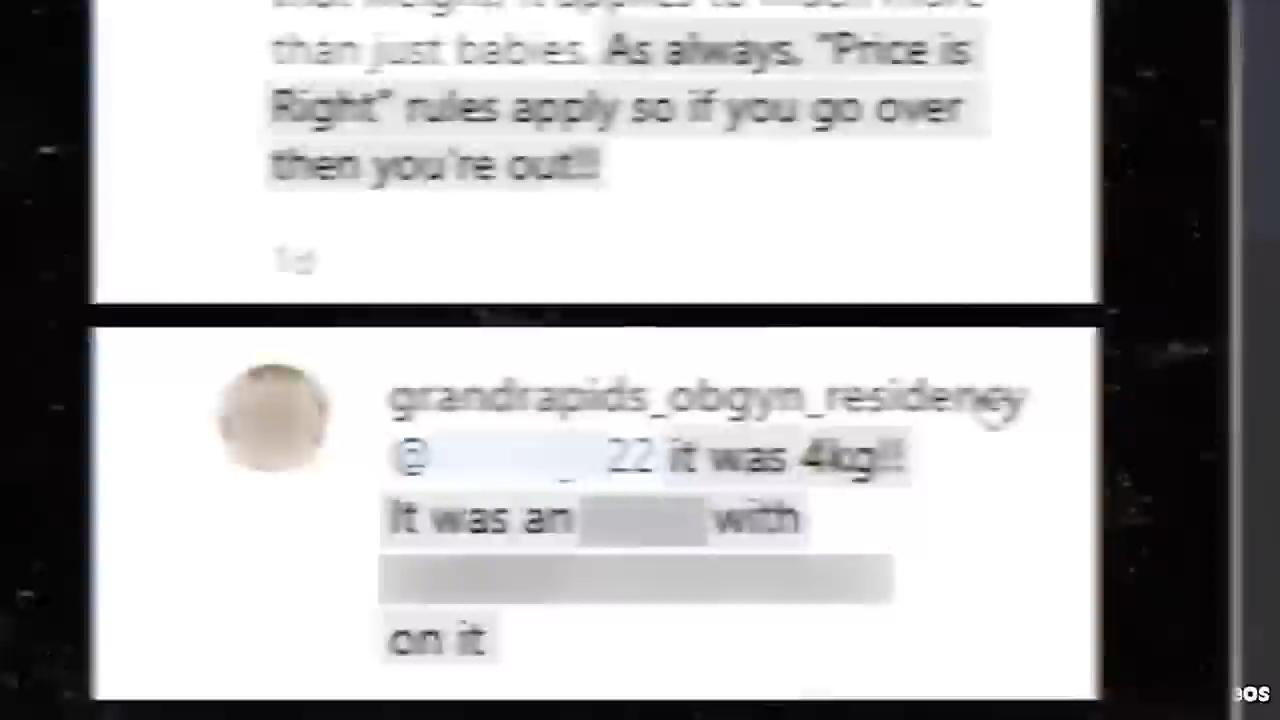 than just babies. As always, "Price is
Right" rules apply so if you go over
then you're out!!!
1d
grandrapids_obgyn_residency
@ _ 22 it was 4kg!!
It was an with
on it